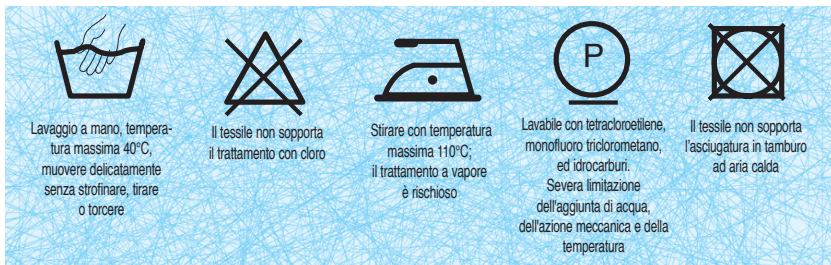 Lavaggio a mano, tempera-
tura massima 40°C,
muovere delicatamente
senza strofinare, tirare
o torcere
Il tessile non sopporta
il trattamento con cloro
Stirare con temperatura
massima 110°C;
il trattamento a vapore
è rischioso
P
Lavabile con tetracloroetilene,
monofluoro triclorometano,
ed idrocarburi.
Severa limitazione
dell'aggiunta di acqua,
dell'azione meccanica e della
temperatura
Il tessile non sopporta
l'asciugatura in tamburo
ad aria calda